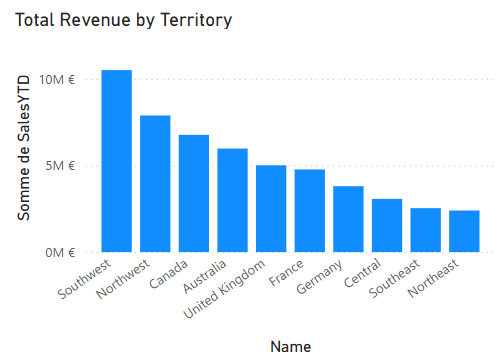 Total Revenue by Territory
Somme de SalesYTD
10M €
5M €
0M €
Southwest
Northwest
Canada
Australia
United Kingdom
France
Germany
Central
Southeast
Northeast
Name